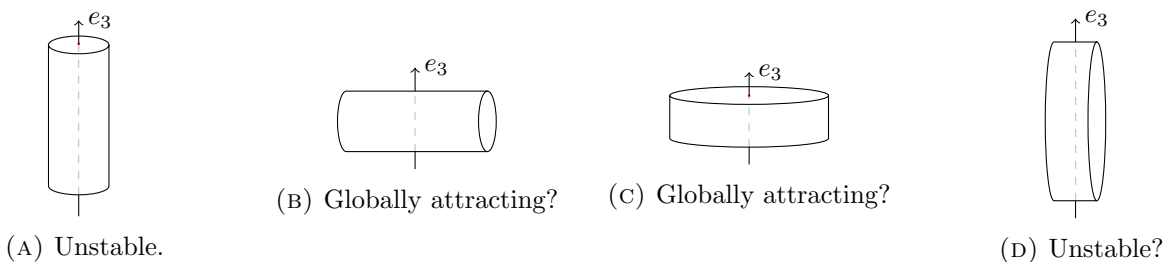 e₃
(A) Unstable.
e₃
(B) Globally attracting?
e₃
(C) Globally attracting?
e₃
(D) Unstable?